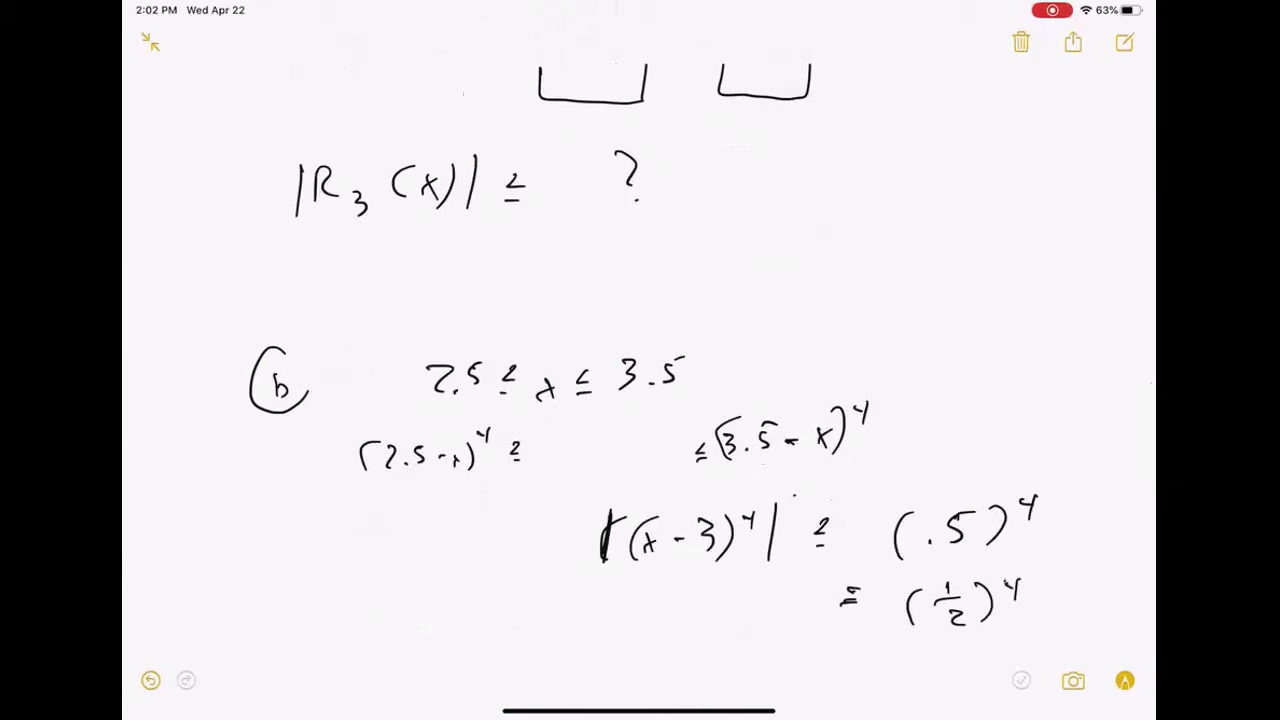 2:02 PM Wed Apr 22 63%
|R₃(x)| ≤ ?
b 2.5 ≤ x ≤ 3.5
(2.5-x)⁴ ≤ ≤ (3.5-x)⁴
|(x-3)⁴| ≤ (.5)⁴
= (1/2)⁴